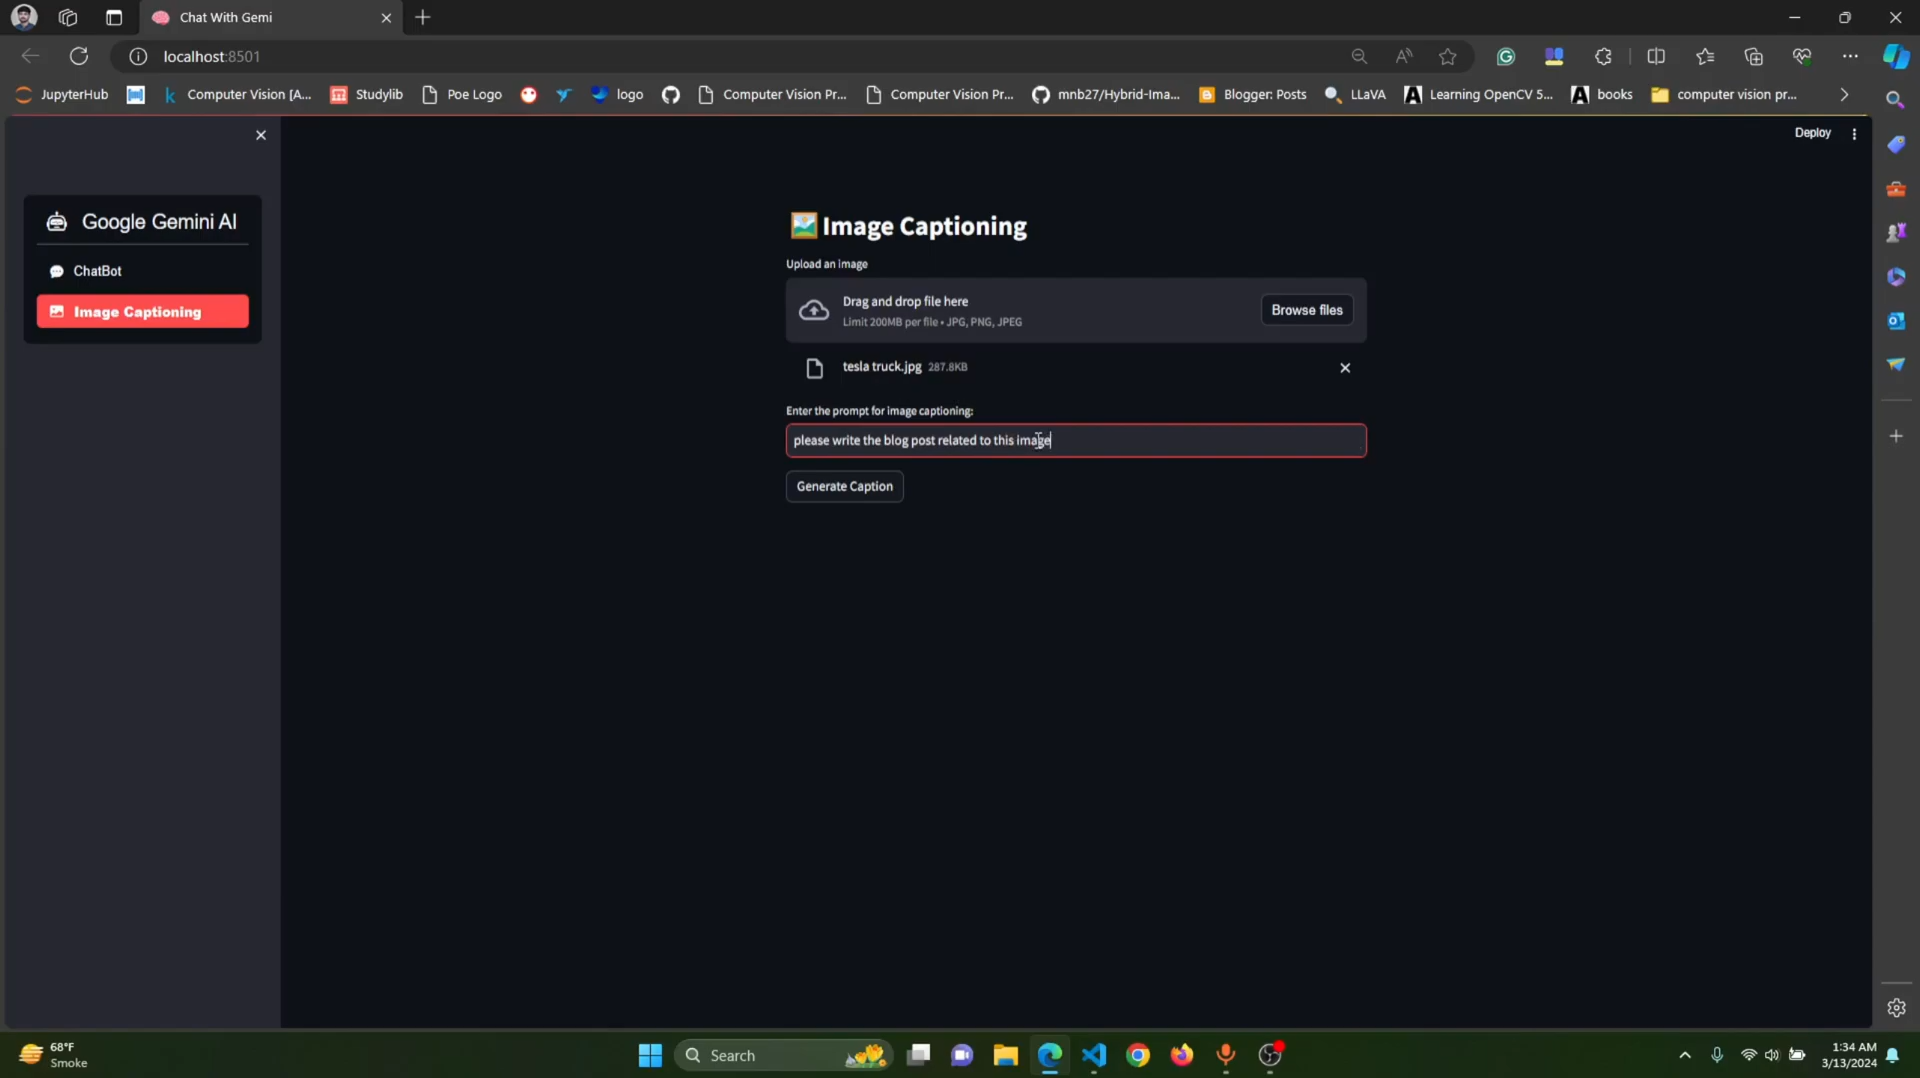 Chat With Gemi
localhost:8501
JupyterHub
Computer Vision [A...
Studylib
Poe Logo
logo
Computer Vision Pr...
Computer Vision Pr...
mnb27/Hybrid-Ima...
Blogger: Posts
LLaVA
Learning OpenCV 5...
books
computer vision pr...
Deploy
Google Gemini AI
ChatBot
Image Captioning
Image Captioning
Upload an image
Drag and drop file here
Limit 200MB per file • JPG, PNG, JPEG
Browse files
tesla truck.jpg 287.8KB
Enter the prompt for image captioning:
please write the blog post related to this image
Generate Caption
68°F
Smoke
Search
1:34 AM
3/13/2024